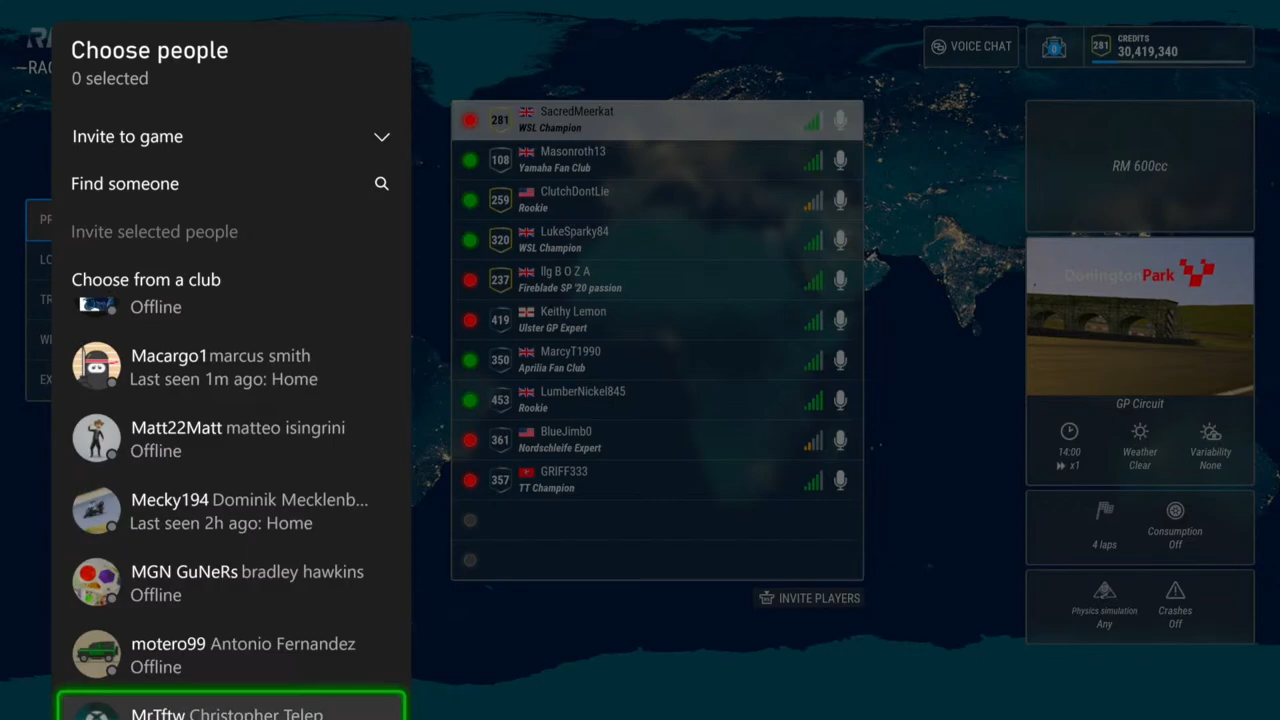 Choose people
0 selected
Invite to game
Find someone
Invite selected people
Choose from a club
Offline
Macargo1 marcus smith
Last seen 1m ago: Home
Matt22Matt matteo isingrini
Offline
Mecky194 Dominik Mecklenb...
Last seen 2h ago: Home
MGN GuNeRs bradley hawkins
Offline
motero99 Antonio Fernandez
Offline
MrTftw Christopher Telep
281 SacredMeerkat
WSL Champion
108 Masonroth13
Yamaha Fan Club
259 ClutchDontLie
Rookie
320 LukeSparky84
WSL Champion
237 llg B O Z A
Fireblade SP '20 passion
419 Keithy Lemon
Ulster GP Expert
350 MarcyT1990
Aprilia Fan Club
453 LumberNickel845
Rookie
361 BlueJimb0
Nordschleife Expert
357 GRIFF333
TT Champion
INVITE PLAYERS
VOICE CHAT
0
281
CREDITS
30,419,340
RM 600cc
DoningtonPark
GP Circuit
14:00
x1
Weather
Clear
Variability
None
4 laps
Consumption
Off
Physics simulation
Any
Crashes
Off